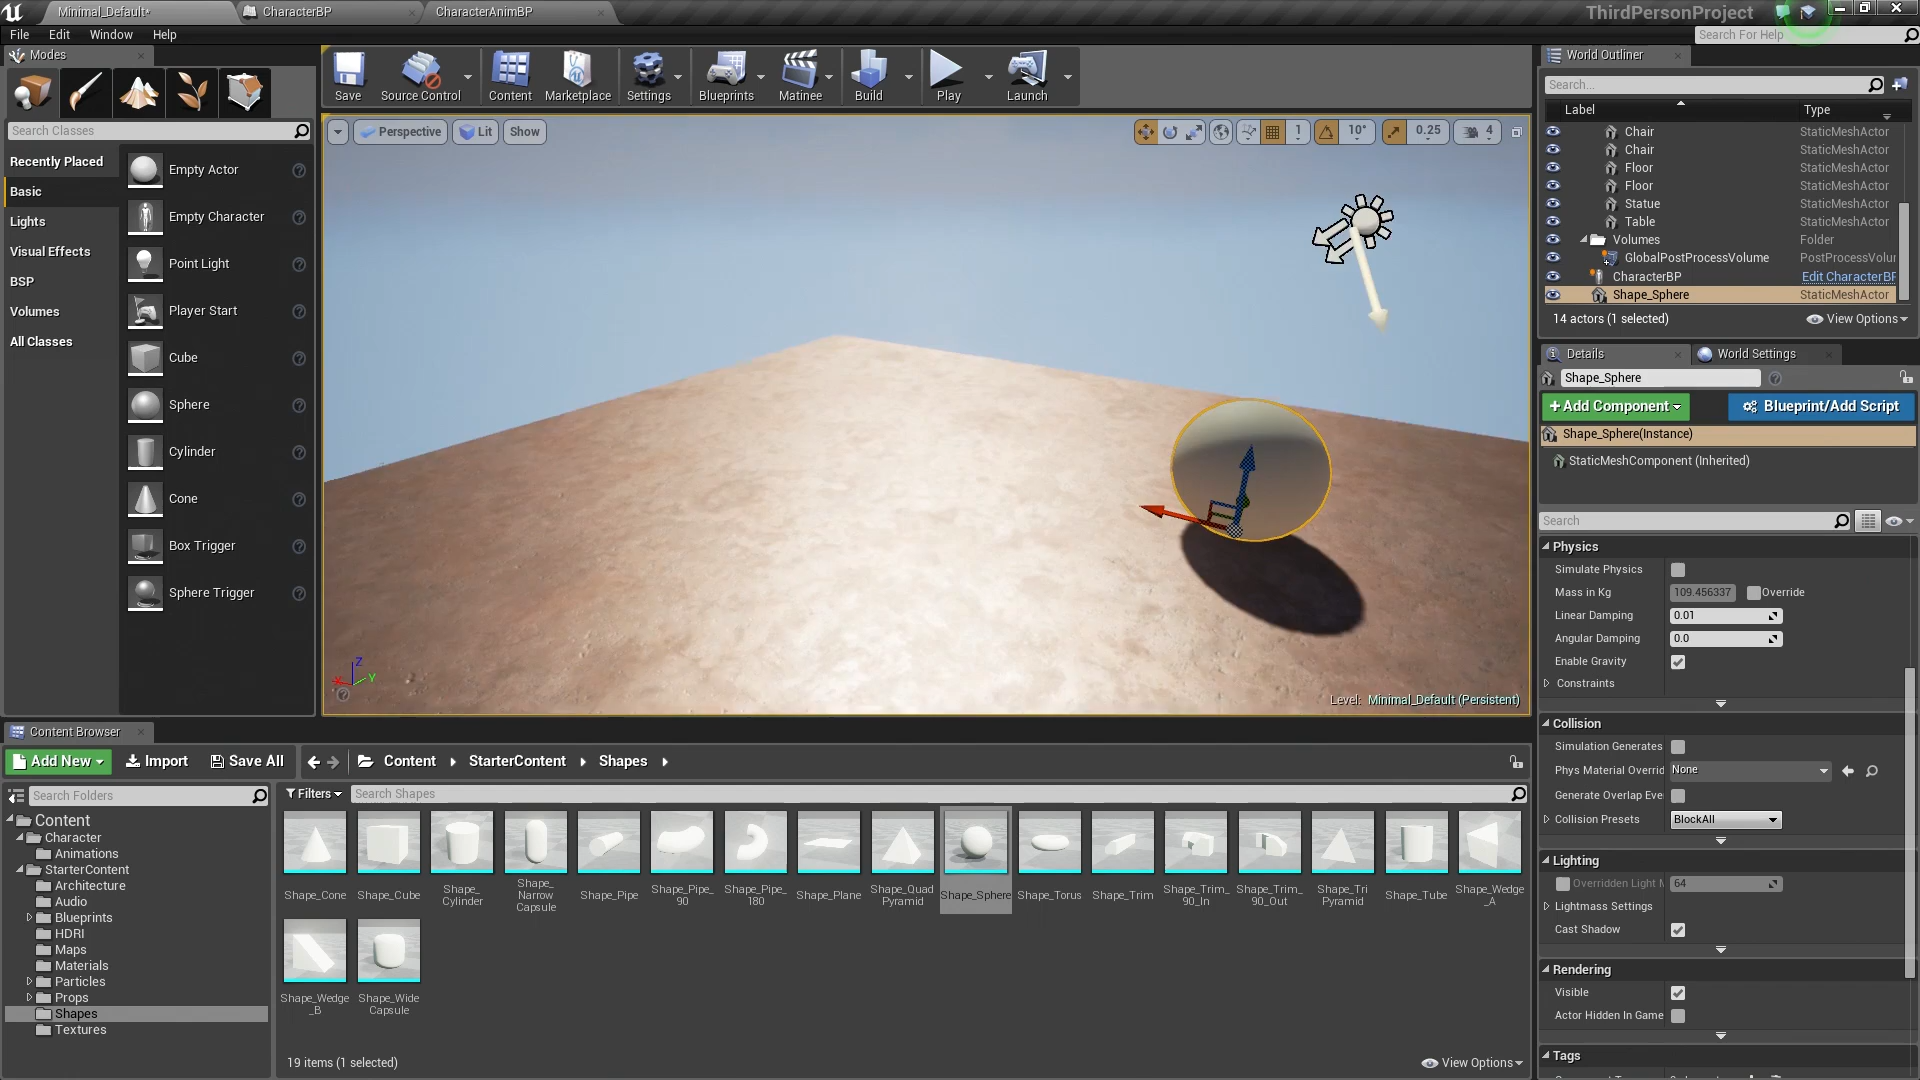 Minimal_Default*
CharacterBP
CharacterAnimBP
ThirdPersonProject
File Edit Window Help
Search For Help
Modes
Save
Source Control
Content
Marketplace
Settings
Blueprints
Matinee
Build
Play
Launch
Search Classes
Recently Placed
Basic
Lights
Visual Effects
BSP
Volumes
All Classes
Empty Actor
Empty Character
Point Light
Player Start
Cube
Sphere
Cylinder
Cone
Box Trigger
Sphere Trigger
Perspective
Lit
Show
1
10°
0.25
4
Z
X
Y
Level: Minimal_Default (Persistent)
World Outliner
Search...
Label Type
Chair StaticMeshActor
Chair StaticMeshActor
Floor StaticMeshActor
Floor StaticMeshActor
Statue StaticMeshActor
Table StaticMeshActor
Volumes Folder
GlobalPostProcessVolume PostProcessVolu
CharacterBP Edit CharacterBP
Shape_Sphere StaticMeshActor
14 actors (1 selected)
View Options
Details
World Settings
Shape_Sphere
+Add Component
Blueprint/Add Script
Shape_Sphere(Instance)
StaticMeshComponent (Inherited)
Search
Physics
Simulate Physics
Mass in Kg 109.456337 Override
Linear Damping 0.01
Angular Damping 0.0
Enable Gravity
Constraints
Collision
Simulation Generates
Phys Material Overrid None
Generate Overlap Eve
Collision Presets BlockAll
Lighting
Overridden Light M 64
Lightmass Settings
Cast Shadow
Rendering
Visible
Actor Hidden In Game
Tags
Content Browser
Add New
Import
Save All
Content
StarterContent
Shapes
Search Folders
Filters
Search Shapes
Content
Character
Animations
StarterContent
Architecture
Audio
Blueprints
HDRI
Maps
Materials
Particles
Props
Shapes
Textures
Shape_Cone
Shape_Cube
Shape_
Cylinder
Shape_
Narrow
Capsule
Shape_Pipe
Shape_Pipe_
90
Shape_Pipe_
180
Shape_Plane
Shape_Quad
Pyramid
Shape_Sphere
Shape_Torus
Shape_Trim
Shape_Trim_
90_In
Shape_Trim_
90_Out
Shape_Tri
Pyramid
Shape_Tube
Shape_Wedge
_A
Shape_Wedge
_B
Shape_Wide
Capsule
19 items (1 selected)
View Options